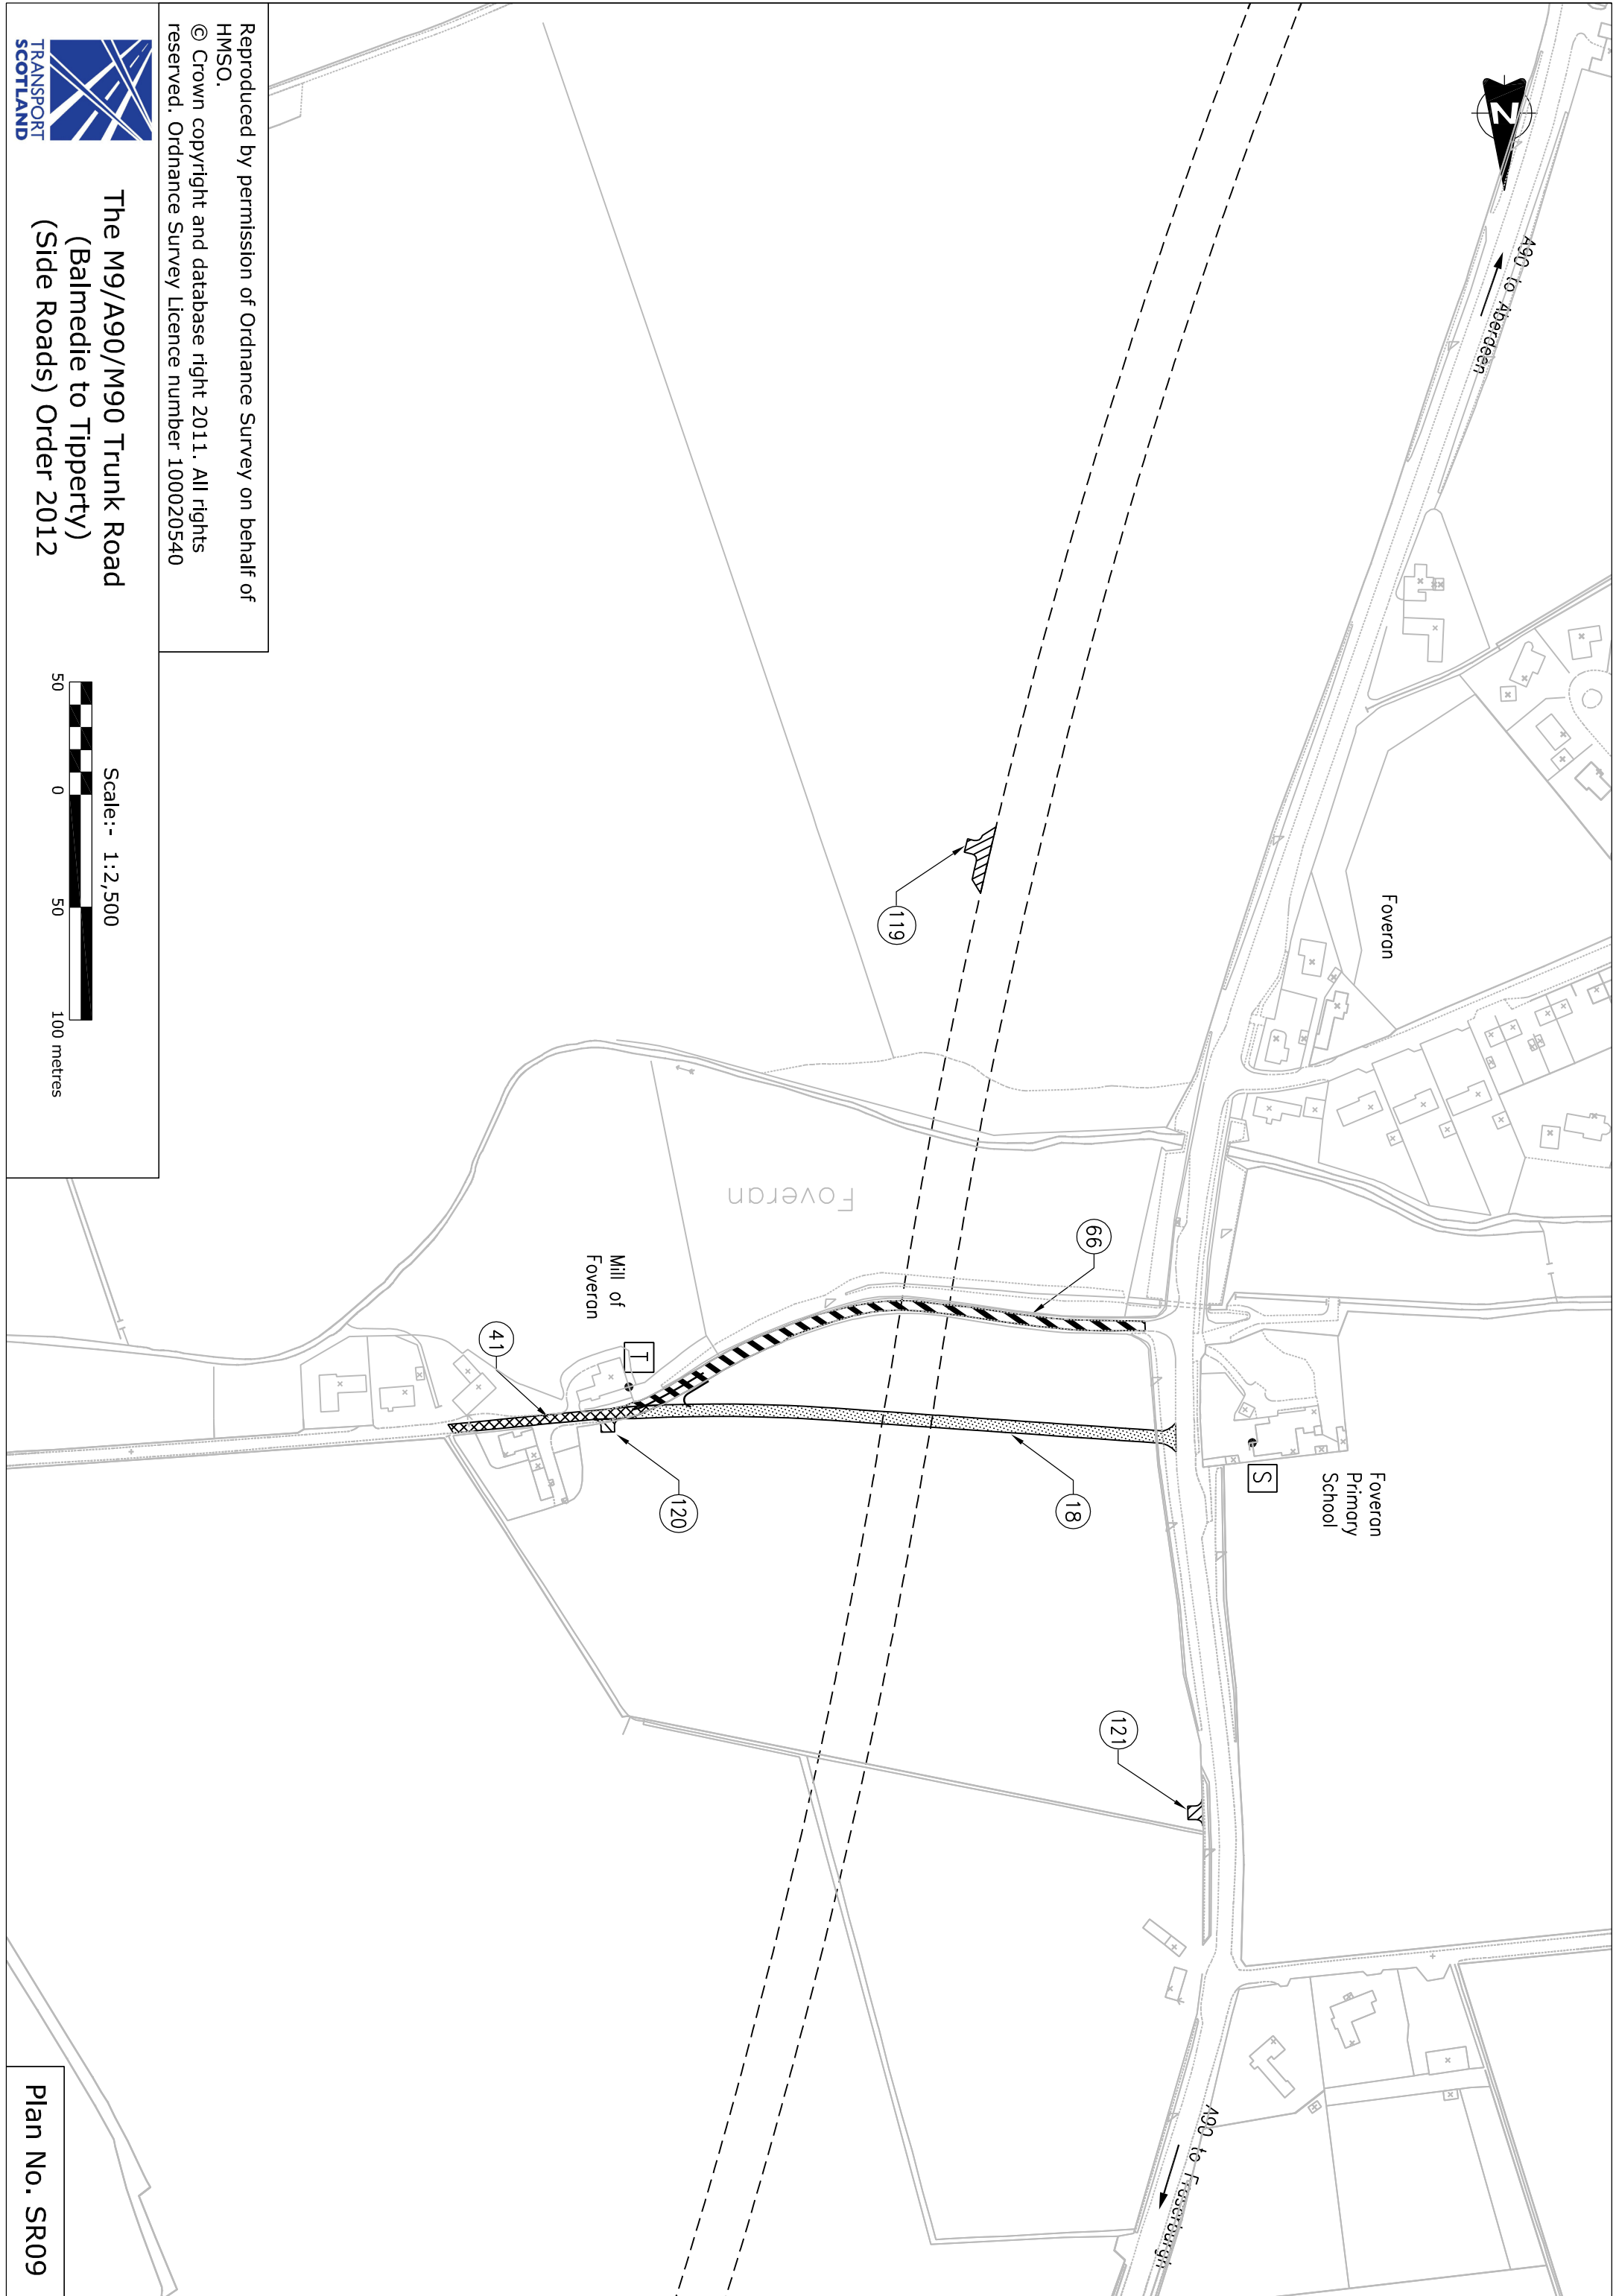 A90 to Aberdeen
N
Foveran
119
Foveran
Primary
School
S
66
Foveran
18
Mill of
Foveran
T
41
120
121
A90 to Fraserburgh
Reproduced by permission of Ordnance Survey on behalf of
HMSO.
© Crown copyright and database right 2011. All rights
reserved. Ordnance Survey Licence number 100020540
TRANSPORT
SCOTLAND
The M9/A90/M90 Trunk Road
(Balmedie to Tipperty)
(Side Roads) Order 2012
Scale:- 1:2,500
50 0 50 100 metres
Plan No. SR09